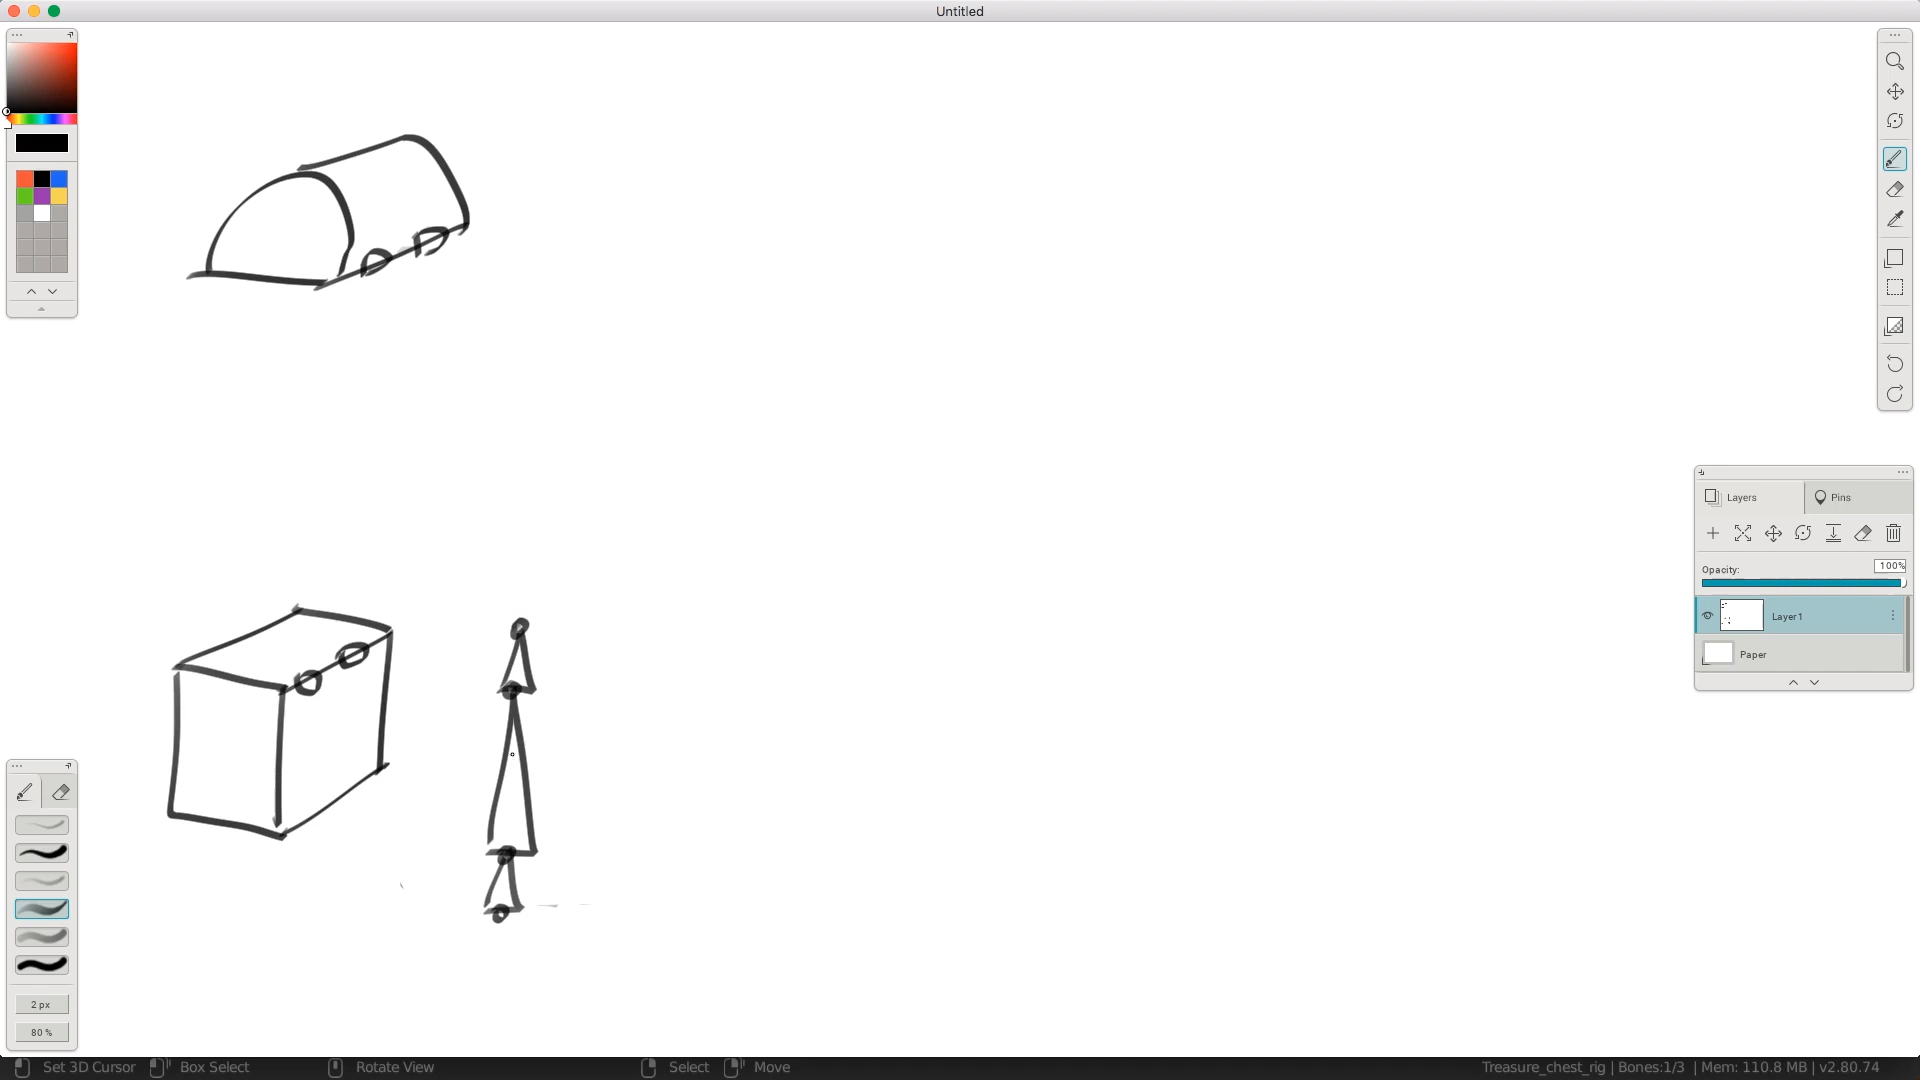 Untitled
Layers
Pins
Opacity:
100%
Layer1
Paper
2 px
80 %
Set 3D Cursor
Box Select
Rotate View
Select
Move
Treasure_chest_rig | Bones:1/3 | Mem: 110.8 MB | v2.80.74